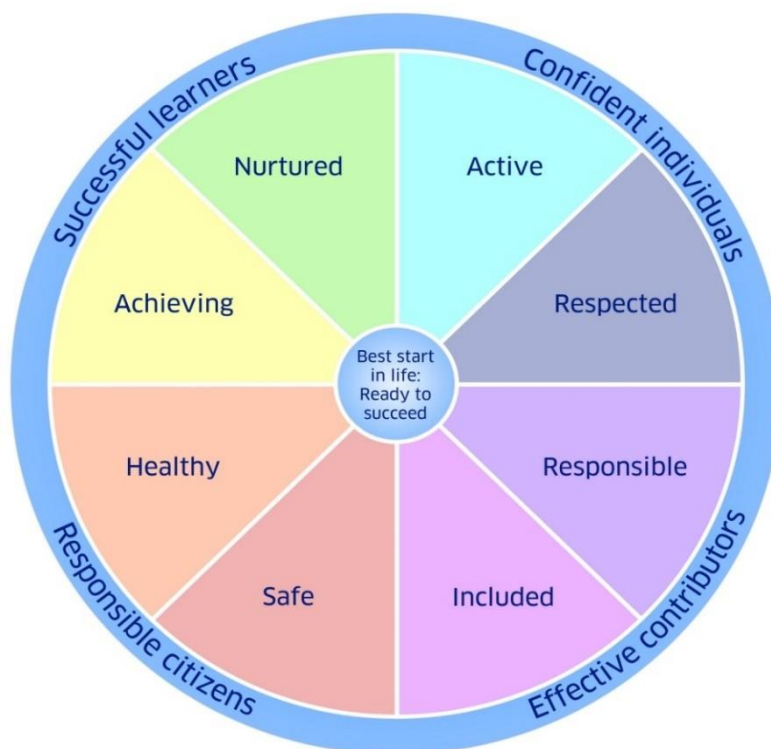 Successful learners
Confident individuals
Nurtured
Active
Achieving
Respected
Best start
in life:
Ready to
succeed
Healthy
Responsible
Safe
Included
Responsible citizens
Effective contributors